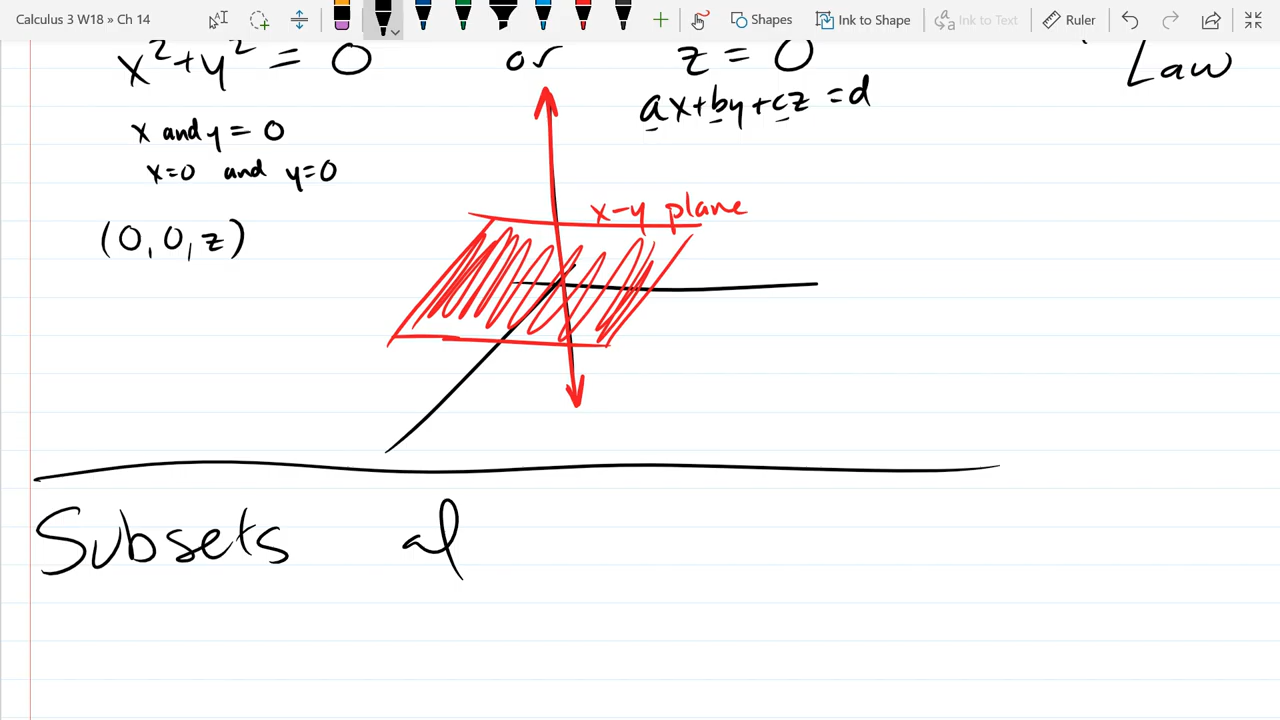 Calculus 3 W18 » Ch 14
Shapes
Ink to Shape
Ink to Text
Ruler
x²+y² = 0 or z = 0
Law
ax+by+cz = d
x and y = 0
x=0 and y=0
(0,0,z)
x-y plane
Subsets of